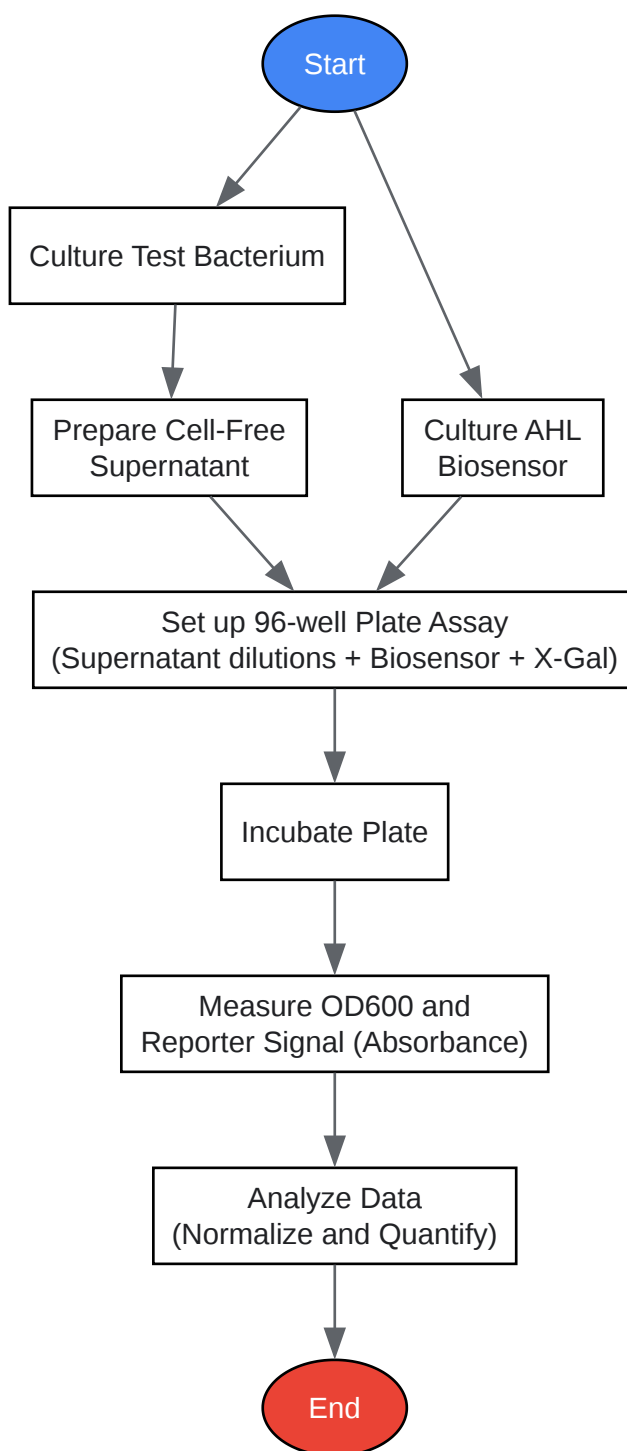 Start
Culture Test Bacterium
Prepare Cell-Free
Supernatant
Culture AHL
Biosensor
Set up 96-well Plate Assay
(Supernatant dilutions + Biosensor + X-Gal)
Incubate Plate
Measure OD600 and
Reporter Signal (Absorbance)
Analyze Data
(Normalize and Quantify)
End